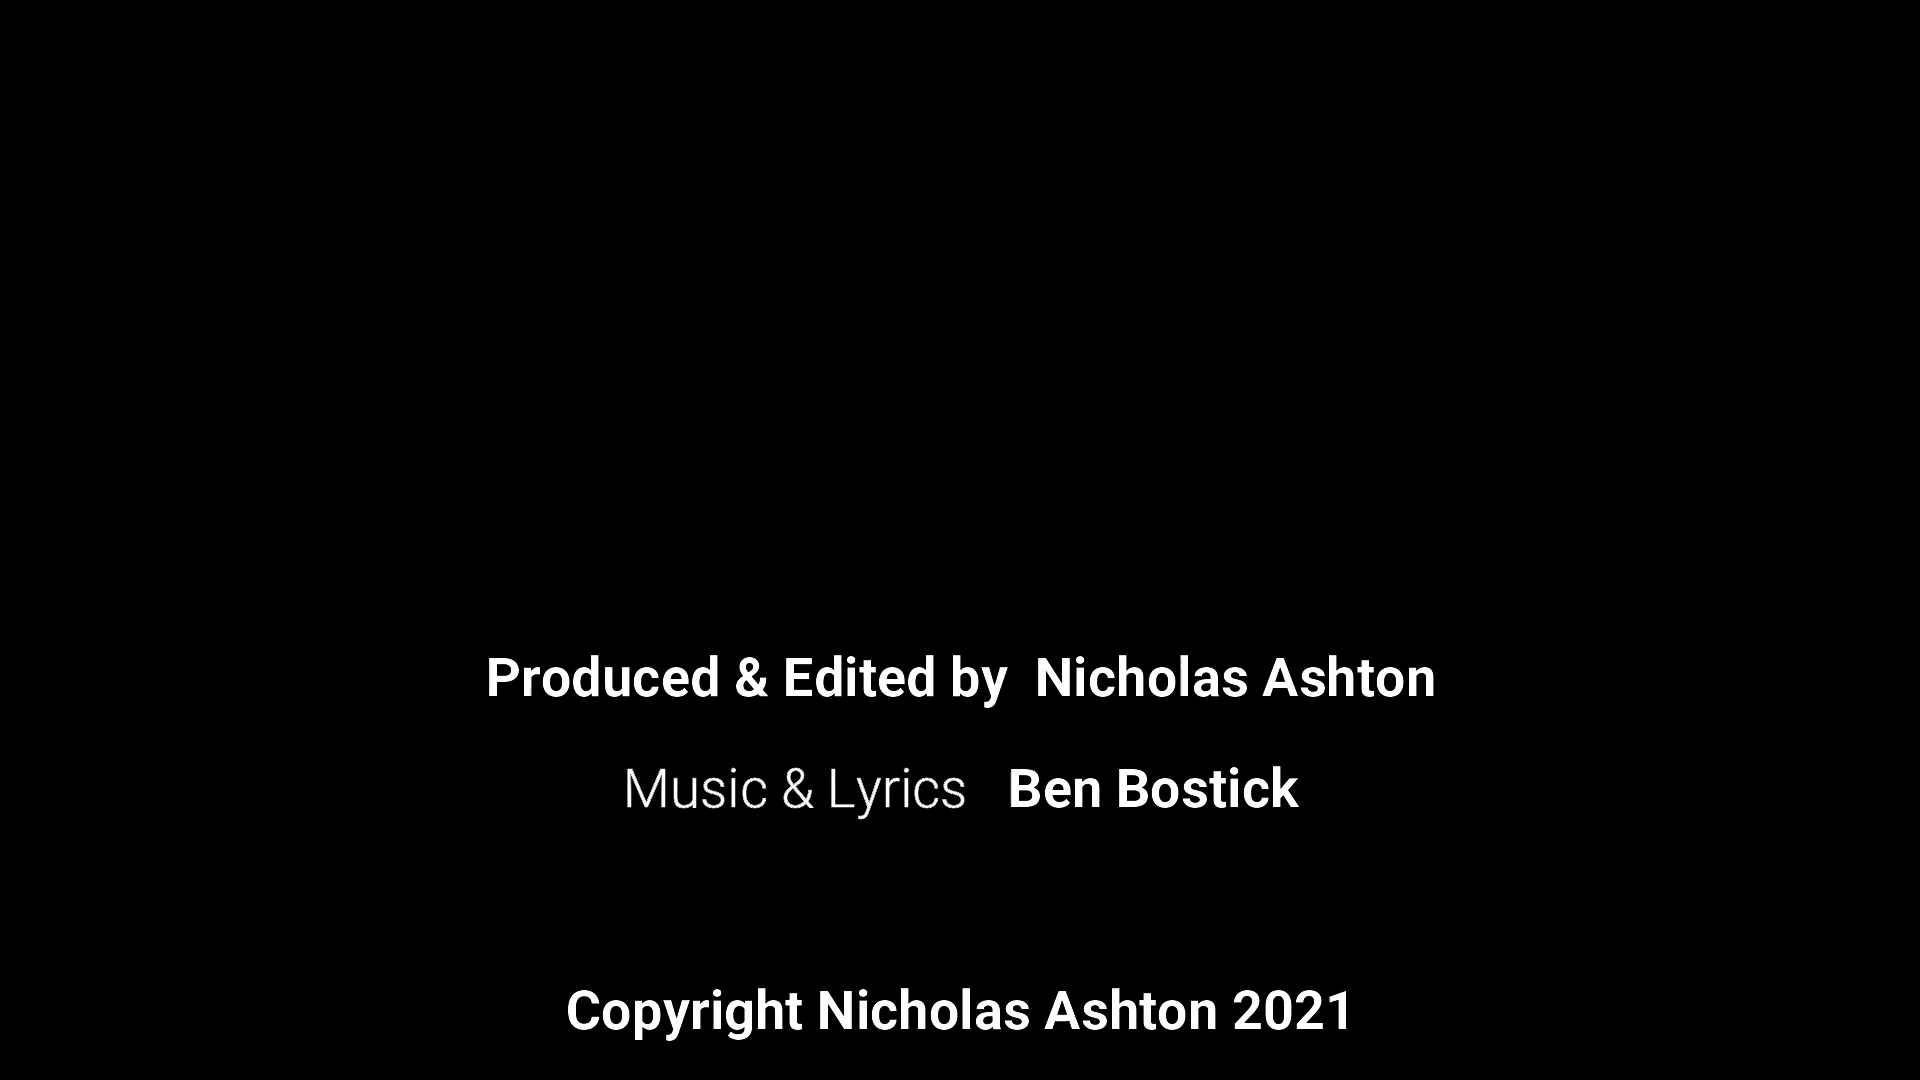 Produced & Edited by  Nicholas Ashton
Music & Lyrics   Ben Bostick
Copyright Nicholas Ashton 2021